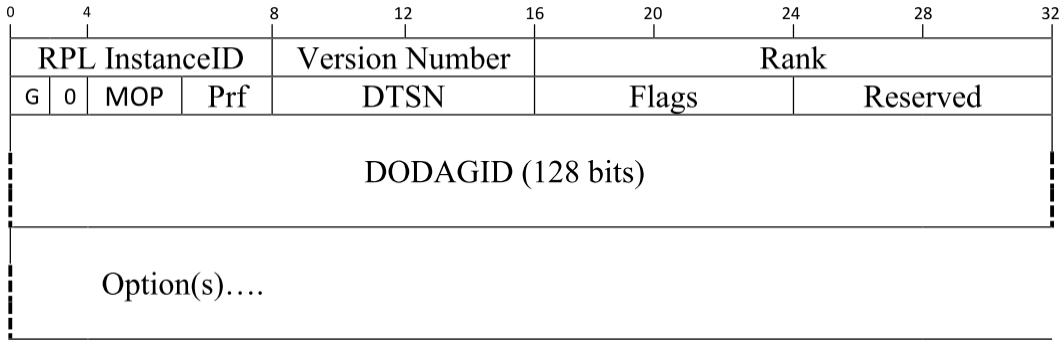 0 4 8 12 16 20 24 28 32
RPL InstanceID Version Number Rank
G 0 MOP Prf DTSN Flags Reserved
DODAGID (128 bits)
Option(s)….